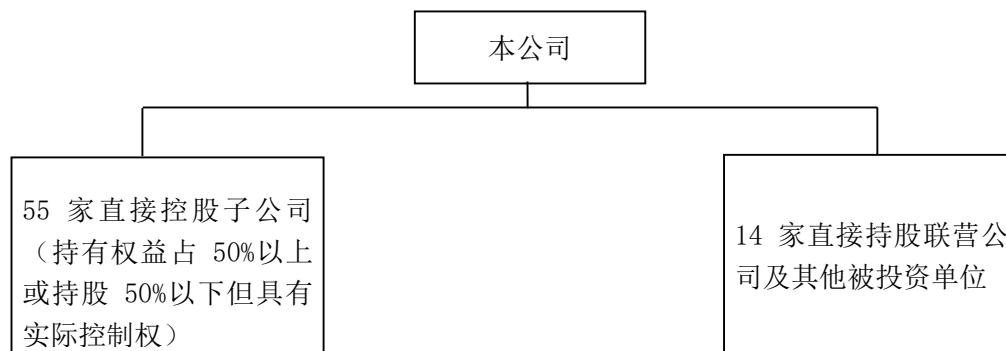 本公司
55 家直接控股子公司
（持有权益占 50%以上
或持股 50%以下但具有
实际控制权）
14 家直接持股联营公
司及其他被投资单位